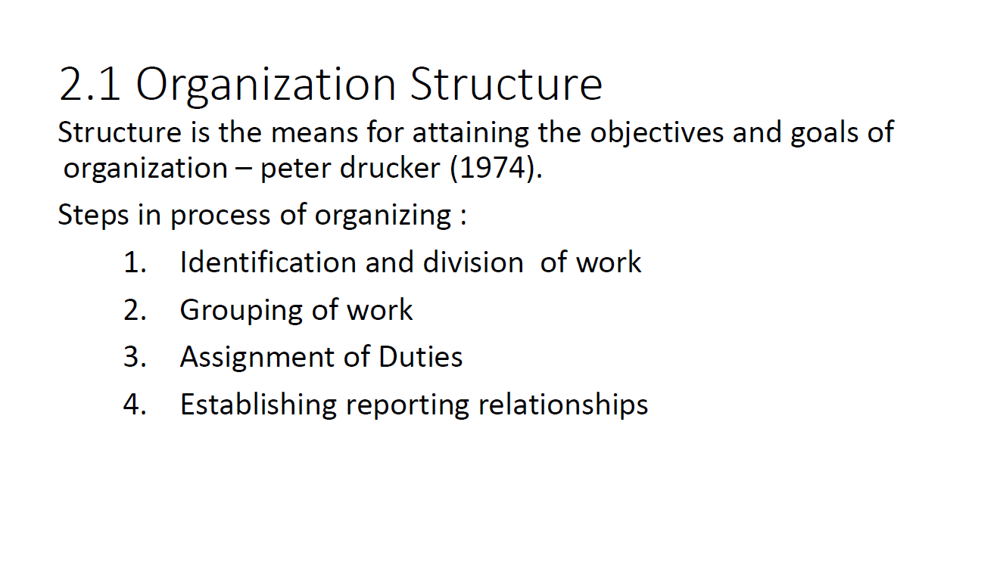 2.1 Organization Structure
Structure is the means for attaining the objectives and goals of
organization – peter drucker (1974).
Steps in process of organizing :
1. Identification and division of work
2. Grouping of work
3. Assignment of Duties
4. Establishing reporting relationships